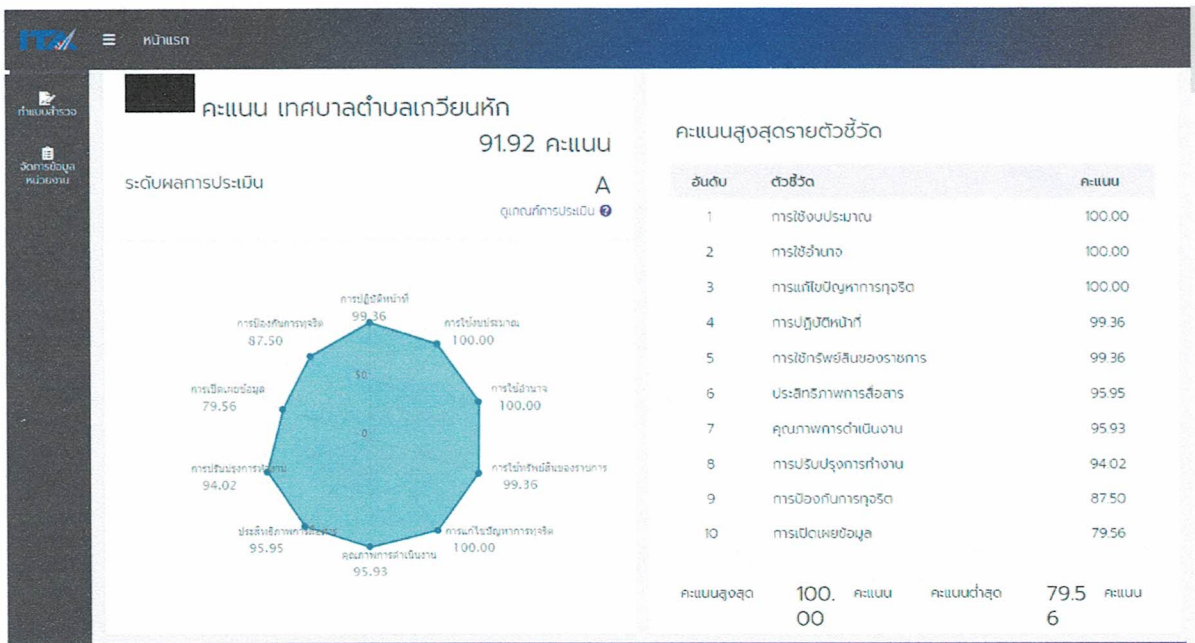 ITA
หน้าแรก
ทำแบบสำรวจ
จัดการข้อมูล
หน่วยงาน
คะแนน เทศบาลตำบลเกวียนหัก
91.92 คะแนน
ระดับผลการประเมิน
A
ดูเกณฑ์การประเมิน
การปฏิบัติหน้าที่
99.36
การใช้งบประมาณ
100.00
การใช้อำนาจ
100.00
การใช้ทรัพย์สินของราชการ
99.36
การแก้ไขปัญหาการทุจริต
100.00
คุณภาพการดำเนินงาน
95.93
ประสิทธิภาพการสื่อสาร
95.95
การปรับปรุงการทำงาน
94.02
การเปิดเผยข้อมูล
79.56
การป้องกันการทุจริต
87.50
50
0
คะแนนสูงสุดรายตัวชี้วัด
อันดับ ตัวชี้วัด คะแนน
1 การใช้งบประมาณ 100.00
2 การใช้อำนาจ 100.00
3 การแก้ไขปัญหาการทุจริต 100.00
4 การปฏิบัติหน้าที่ 99.36
5 การใช้ทรัพย์สินของราชการ 99.36
6 ประสิทธิภาพการสื่อสาร 95.95
7 คุณภาพการดำเนินงาน 95.93
8 การปรับปรุงการทำงาน 94.02
9 การป้องกันการทุจริต 87.50
10 การเปิดเผยข้อมูล 79.56
คะแนนสูงสุด 100. คะแนน คะแนนต่ำสุด 79.5 คะแนน
00 6